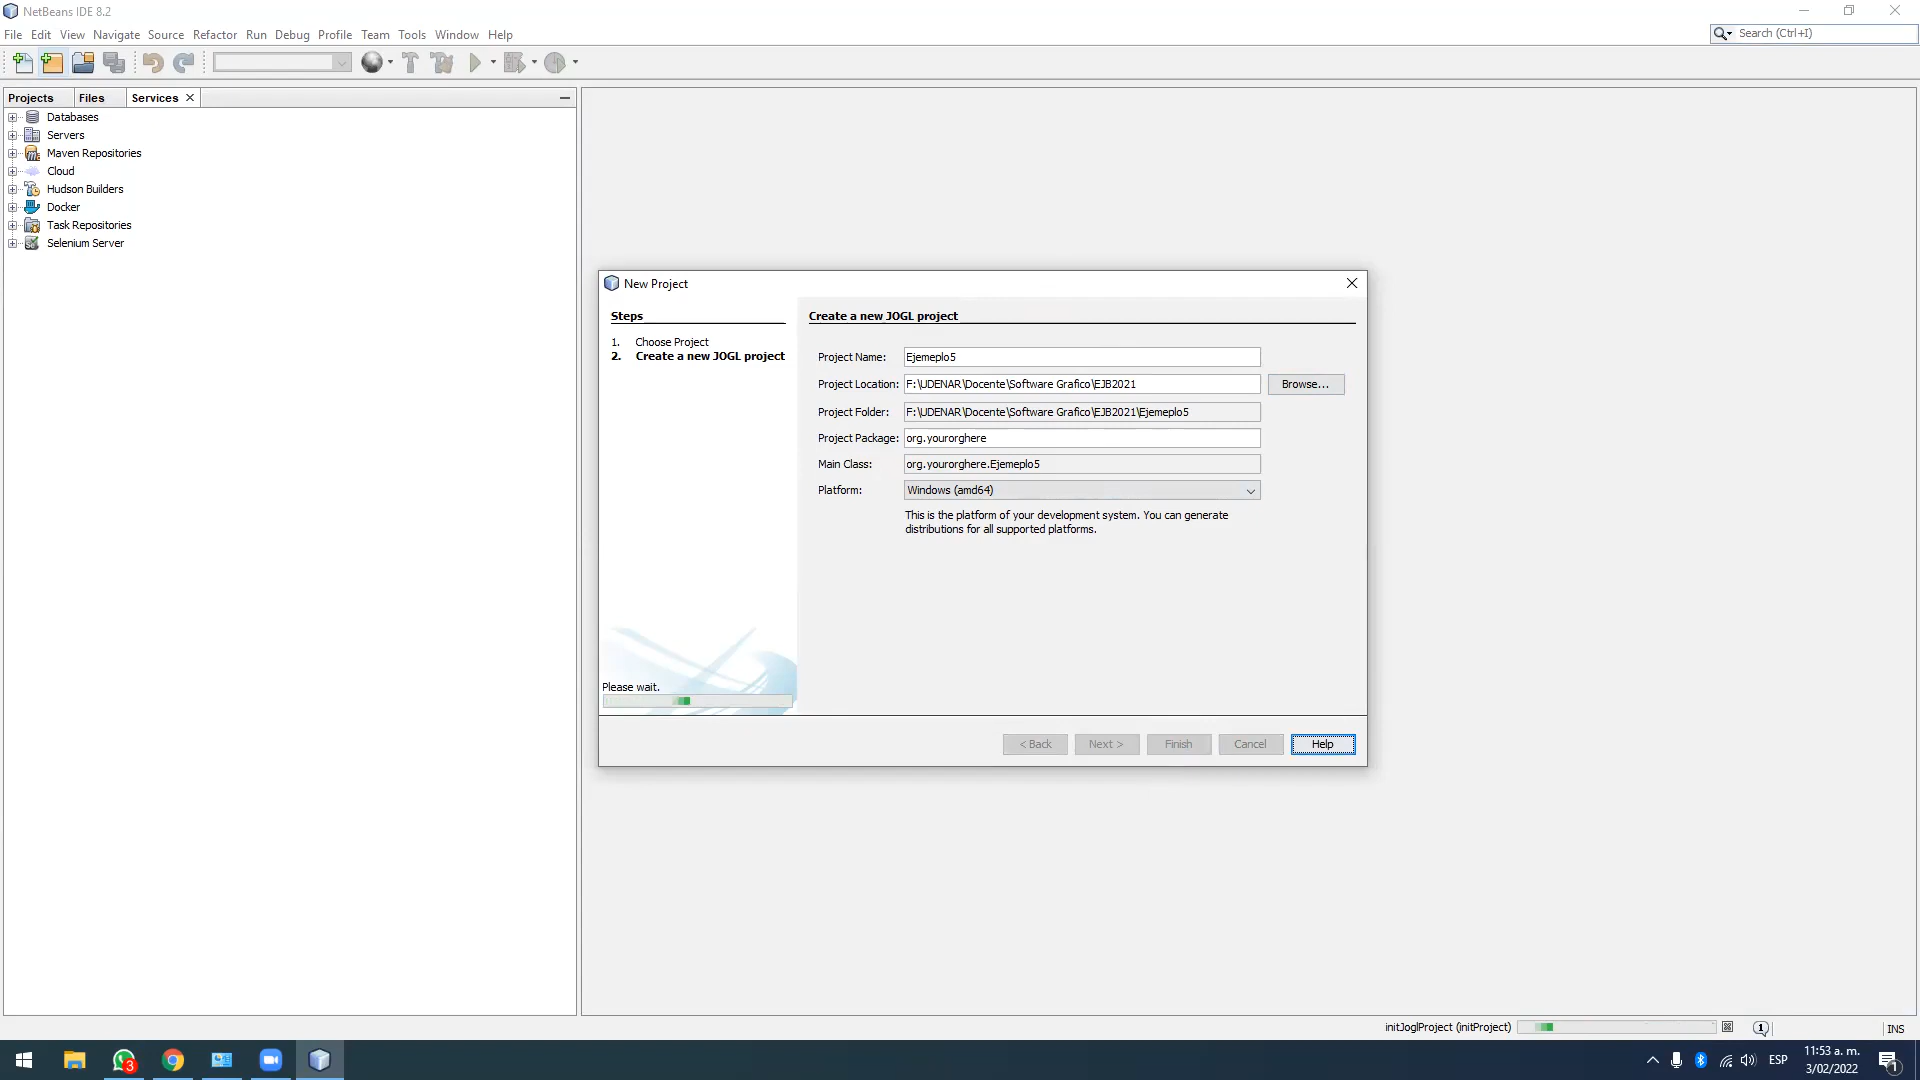 NetBeans IDE 8.2
File Edit View Navigate Source Refactor Run Debug Profile Team Tools Window Help
Search (Ctrl+I)
Projects Files Services
Databases
Servers
Maven Repositories
Cloud
Hudson Builders
Docker
Task Repositories
Selenium Server
New Project
Steps
1. Choose Project
2. Create a new JOGL project
Create a new JOGL project
Project Name: Ejemeplo5
Project Location: F:\UDENAR\Docente\Software Grafico\EJB2021 Browse...
Project Folder: F:\UDENAR\Docente\Software Grafico\EJB2021\Ejemeplo5
Project Package: org.yourorghere
Main Class: org.yourorghere.Ejemeplo5
Platform: Windows (amd64)
This is the platform of your development system. You can generate
distributions for all supported platforms.
Please wait.
< Back Next > Finish Cancel Help
initJoglProject (initProject) 1 INS
3 ESP 11:53 a. m.
3/02/2022 1